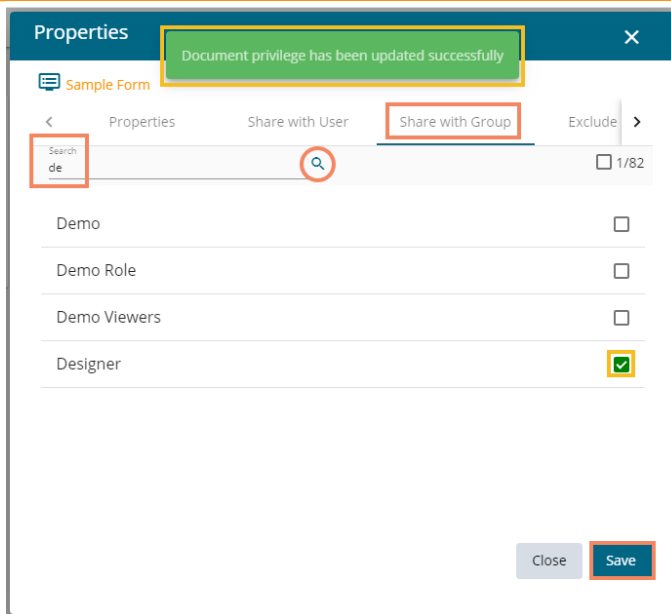 Properties
Document privilege has been updated successfully
Sample Form
Properties Share with User Share with Group Exclude
Search
de
1/82
Demo
Demo Role
Demo Viewers
Designer
Close Save